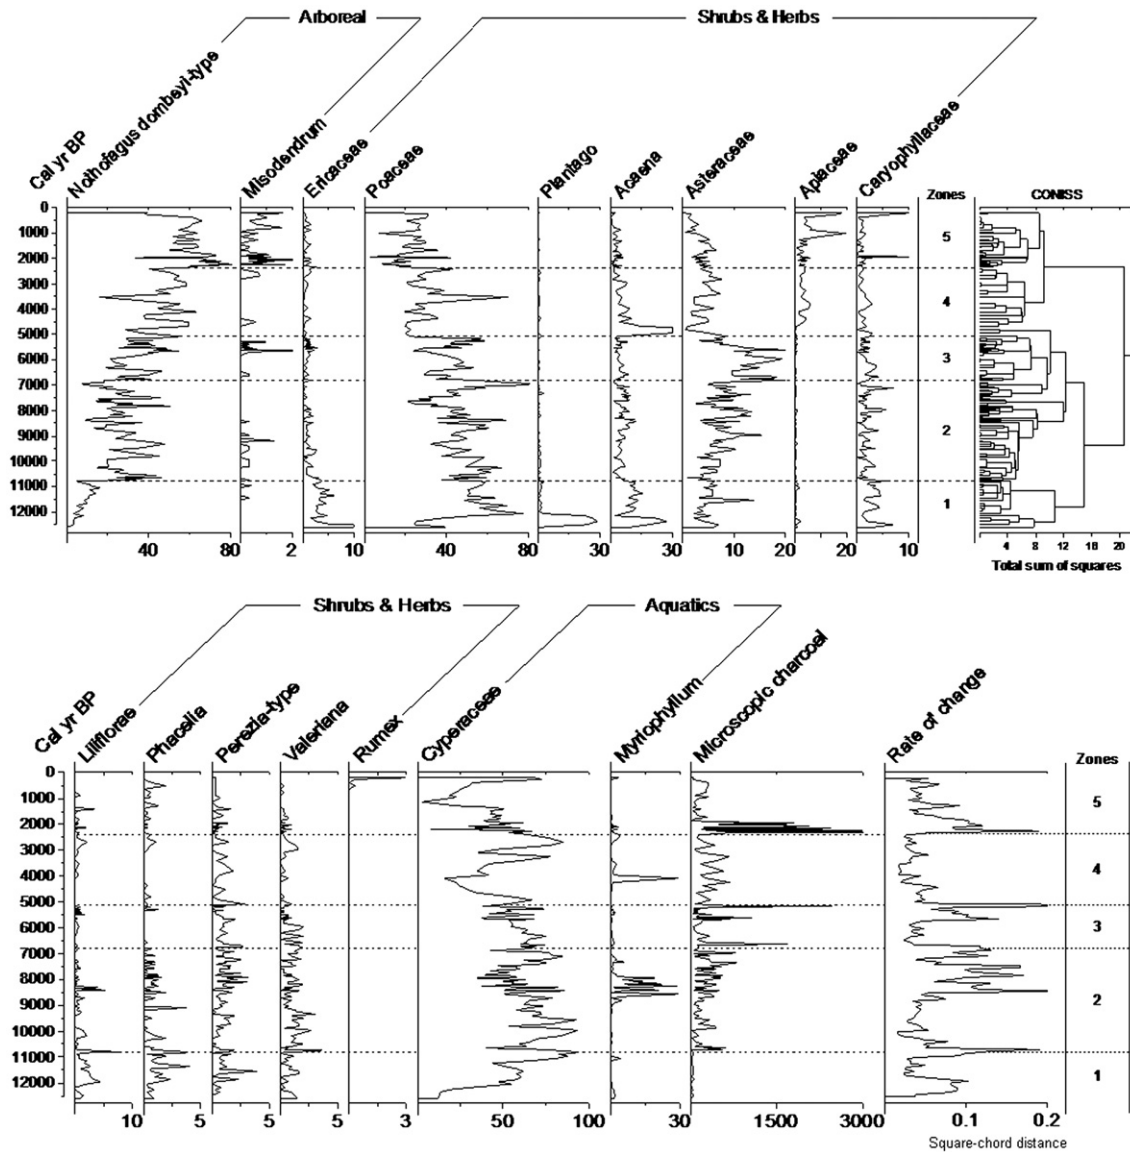 Arboreal
Shrubs & Herbs
Cal yr BP
Nothofagus dombeyi-type
Misodendrum
Ericaceae
Poaceae
Plantago
Acaena
Asteraceae
Apiaceae
Caryophyllaceae
Zones
CONISS
0
1000
2000
3000
4000
5000
6000
7000
8000
9000
10000
11000
12000
5
4
3
2
1
40 80 2 10 40 80 30 30 10 20 20 10
4 8 12 16 20
Total sum of squares
Shrubs & Herbs
Aquatics
Cal yr BP
Liliflorae
Phacelia
Perezia-type
Valeriana
Rumex
Cyperaceae
Myriophyllum
Microscopic charcoal
Rate of change
Zones
0
1000
2000
3000
4000
5000
6000
7000
8000
9000
10000
11000
12000
5
4
3
2
1
10 5 5 5 3 50 100 30 1500 3000 0.1 0.2
Square-chord distance